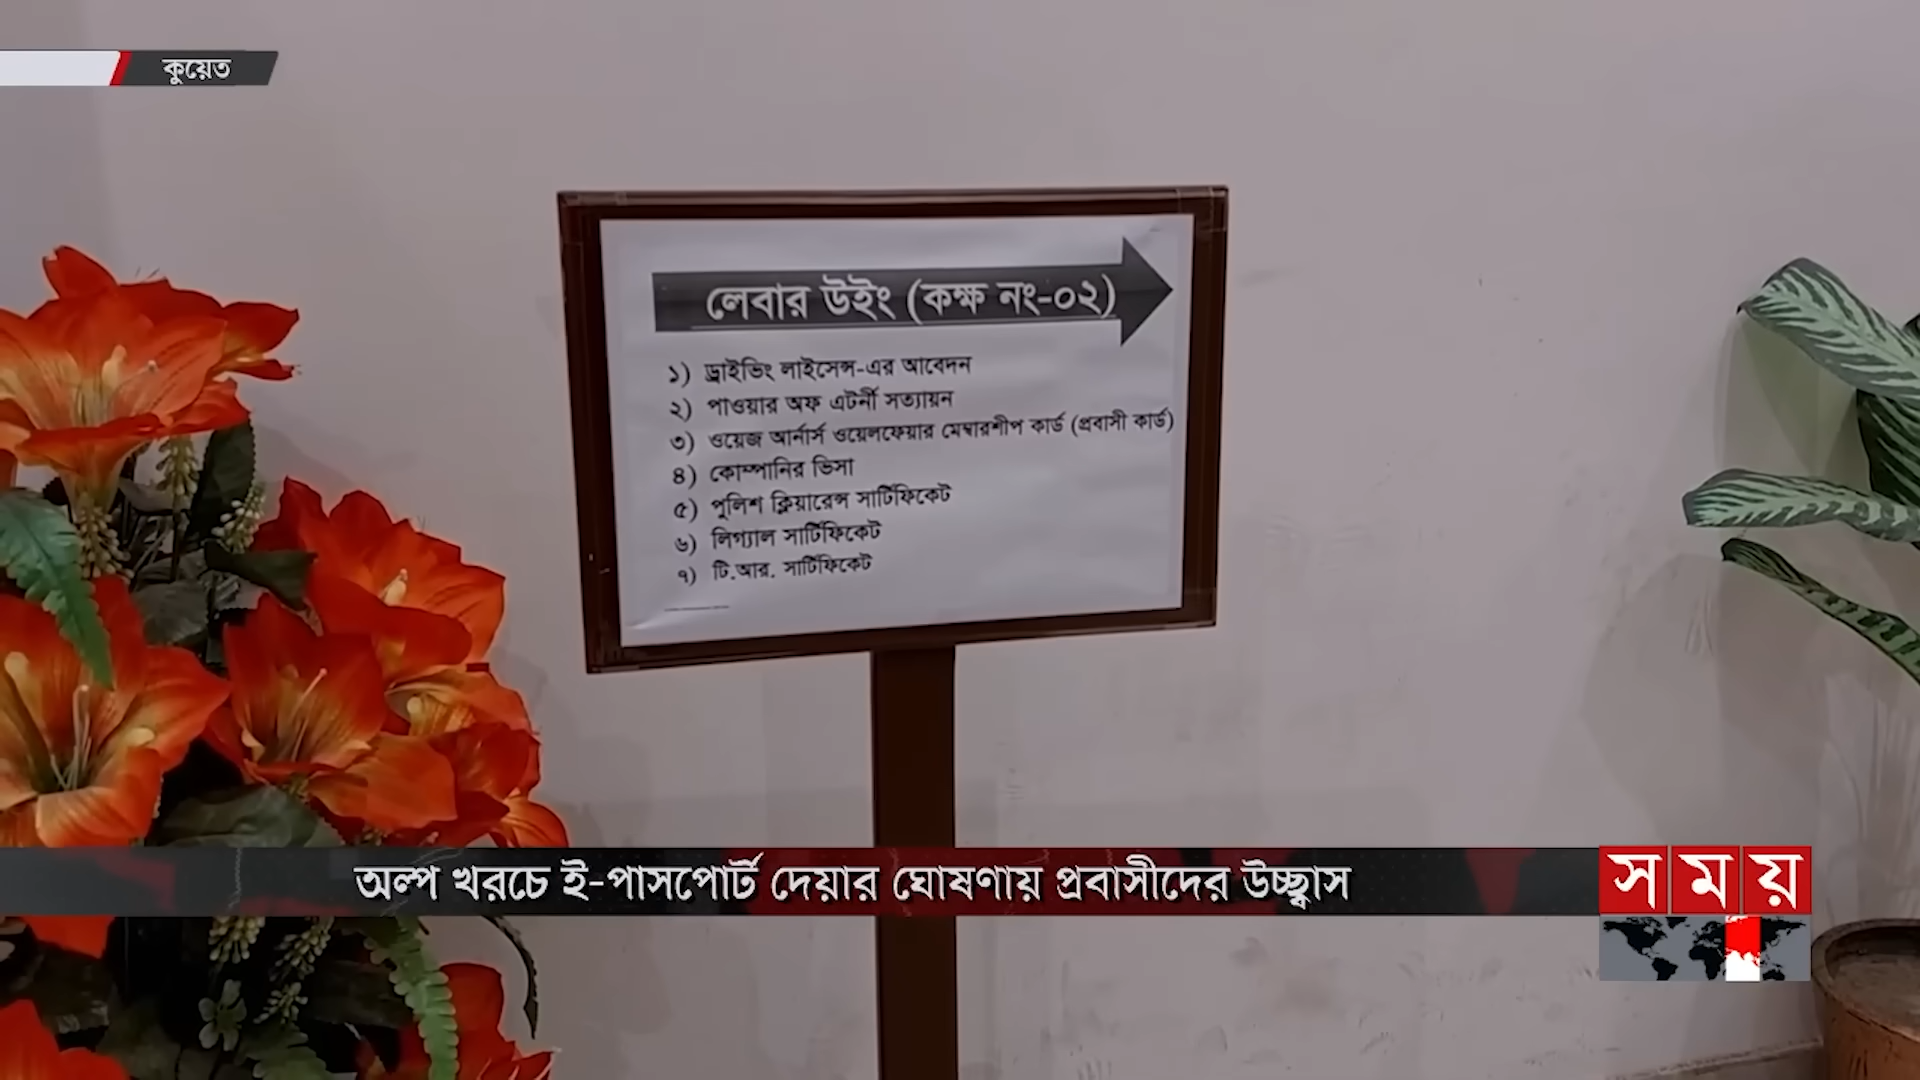 কুয়েত
লেবার উইং (কক্ষ নং-০২)
১) ড্রাইভিং লাইসেন্স-এর আবেদন
২) পাওয়ার অফ এটর্নী সত্যায়ন
৩) ওয়েজ আর্নার্স ওয়েলফেয়ার মেম্বারশীপ কার্ড (প্রবাসী কার্ড)
৪) কোম্পানির ভিসা
৫) পুলিশ ক্লিয়ারেন্স সার্টিফিকেট
৬) লিগ্যাল সার্টিফিকেট
৭) টি.আর. সার্টিফিকেট
অল্প খরচে ই-পাসপোর্ট দেয়ার ঘোষণায় প্রবাসীদের উচ্ছ্বাস
সময়